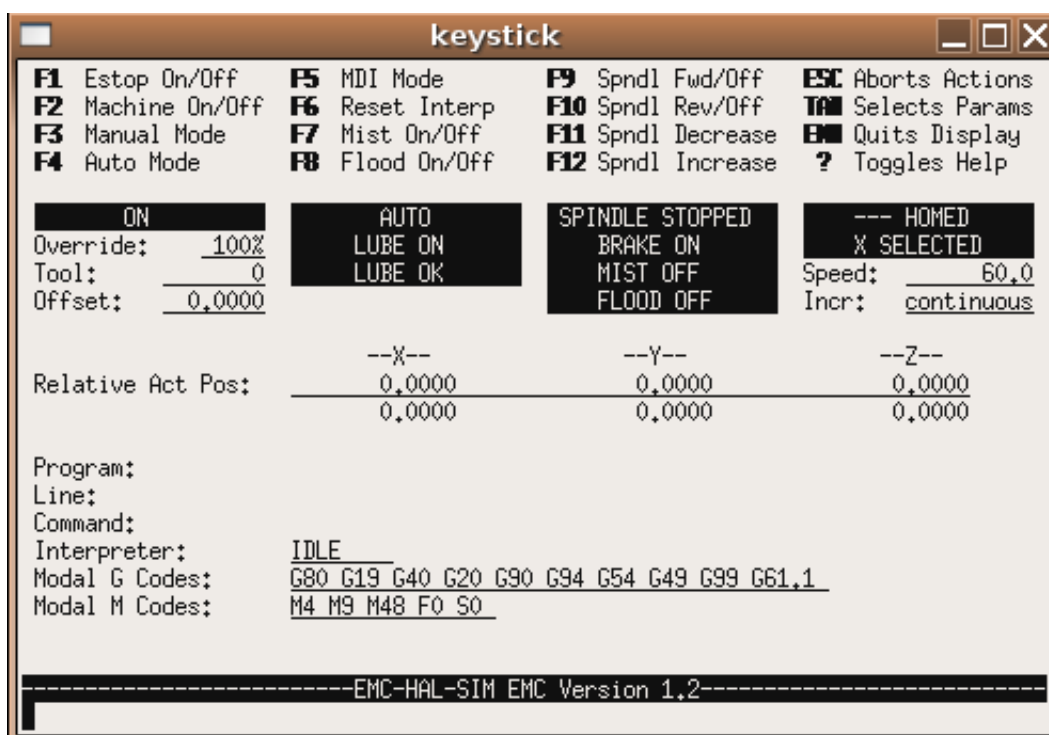 keystick
F1 Estop On/Off F5 MDI Mode F9 Spndl Fwd/Off ESC Aborts Actions
F2 Machine On/Off F6 Reset Interp F10 Spndl Rev/Off TAB Selects Params
F3 Manual Mode F7 Mist On/Off F11 Spndl Decrease Quits Display
F4 Auto Mode F8 Flood On/Off F12 Spndl Increase ? Toggles Help
ON AUTO SPINDLE STOPPED --- HOMED
Override: 100% LUBE ON BRAKE ON X SELECTED
Tool: 0 LUBE OK MIST OFF Speed: 60.0
Offset: 0.0000 FLOOD OFF Incr: continuous
--X-- --Y-- --Z--
Relative Act Pos: 0.0000 0.0000 0.0000
0.0000 0.0000 0.0000
Program:
Line:
Command:
Interpreter: IDLE
Modal G Codes: G80 G19 G40 G20 G90 G94 G54 G49 G99 G61.1
Modal M Codes: M4 M9 M48 F0 S0
--------------------------EMC-HAL-SIM EMC Version 1.2---------------------------